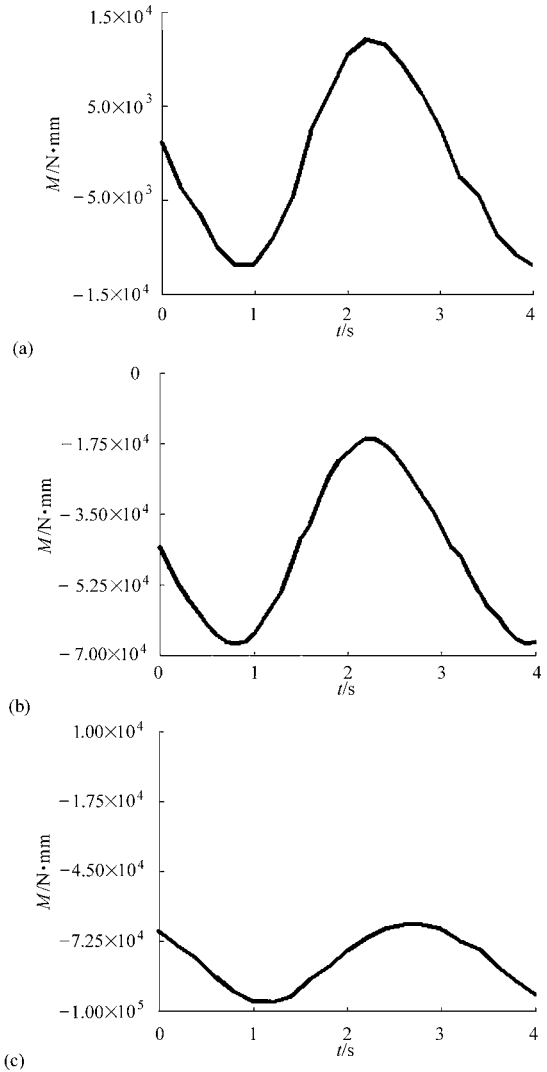 1.5×10⁴
5.0×10³
−5.0×10³
−1.5×10⁴
M/N•mm
0 1 2 3 4
t/s
(a)
0
−1.75×10⁴
−3.50×10⁴
−5.25×10⁴
−7.00×10⁴
M/N•mm
0 1 2 3 4
t/s
(b)
1.00×10⁴
−1.75×10⁴
−4.50×10⁴
−7.25×10⁴
−1.00×10⁵
M/N•mm
0 1 2 3 4
t/s
(c)